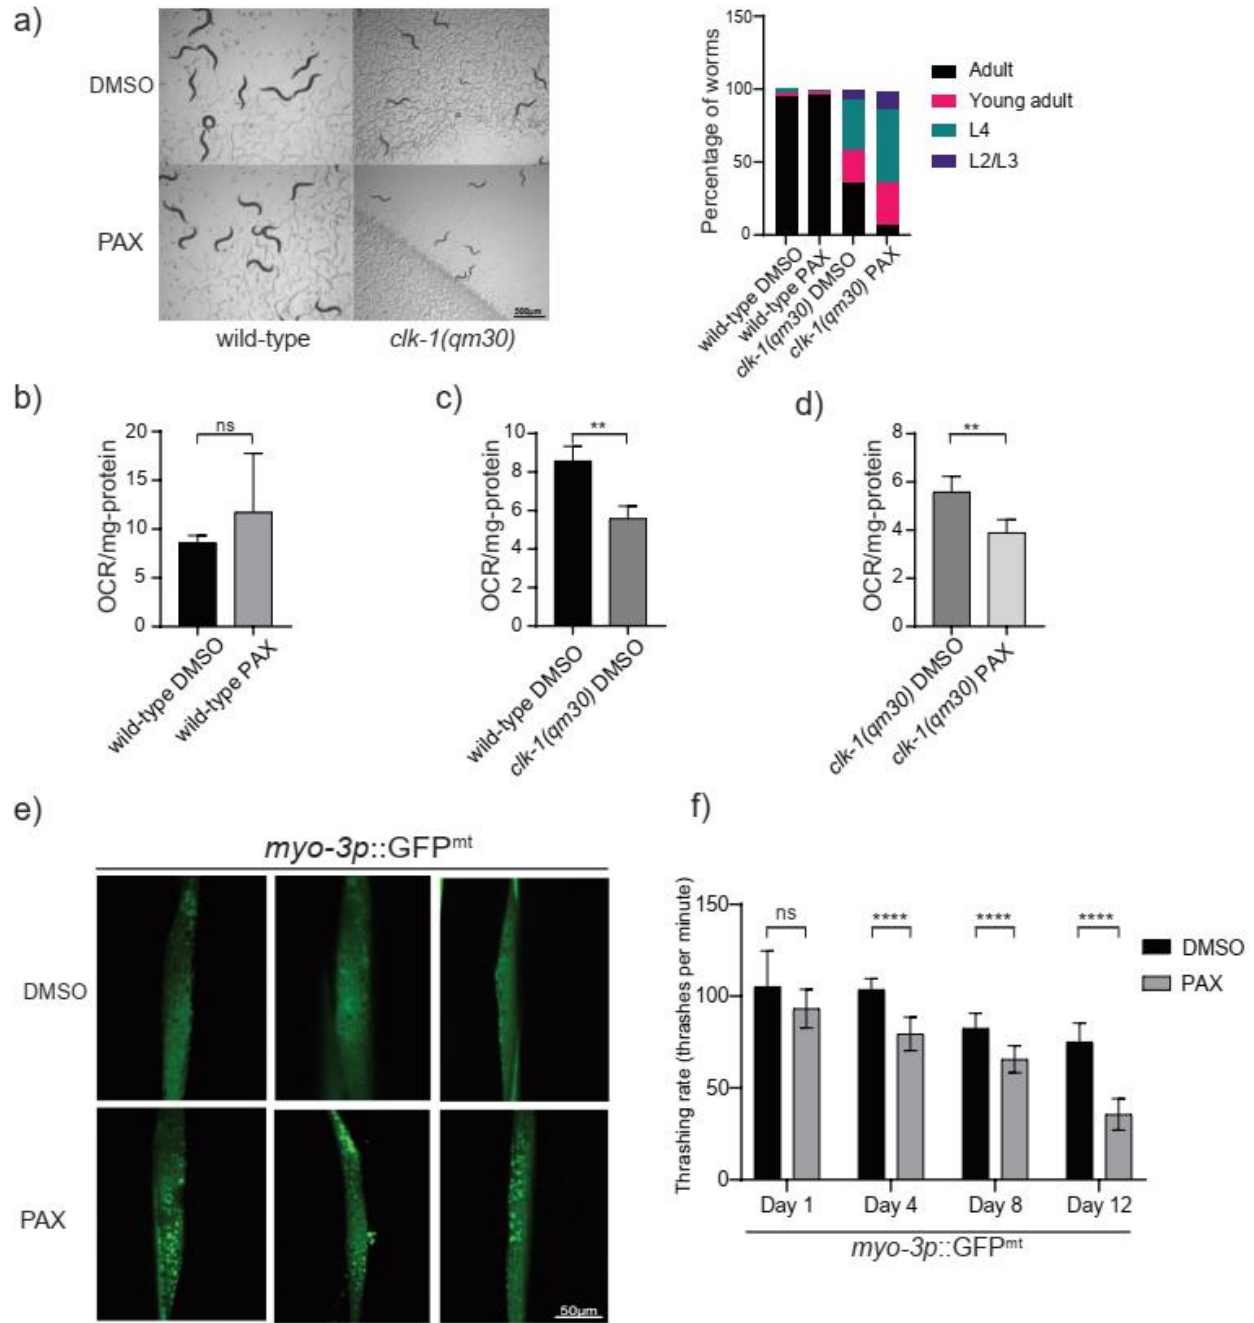 a)
DMSO
PAX
500µm
wild-type
clk-1(qm30)
Percentage of worms
150
100
50
0
wild-type DMSO
wild-type PAX
clk-1(qm30) DMSO
clk-1(qm30) PAX
Adult
Young adult
L4
L2/L3
b)
OCR/mg-protein
20
15
10
5
0
ns
wild-type DMSO
wild-type PAX
c)
OCR/mg-protein
10
8
6
4
2
0
**
wild-type DMSO
clk-1(qm30) DMSO
d)
OCR/mg-protein
8
6
4
2
0
**
clk-1(qm30) DMSO
clk-1(qm30) PAX
e)
myo-3p::GFPmt
DMSO
PAX
50µm
f)
Thrashing rate (thrashes per minute)
150
100
50
0
ns
****
****
****
DMSO
PAX
Day 1
Day 4
Day 8
Day 12
myo-3p::GFPmt